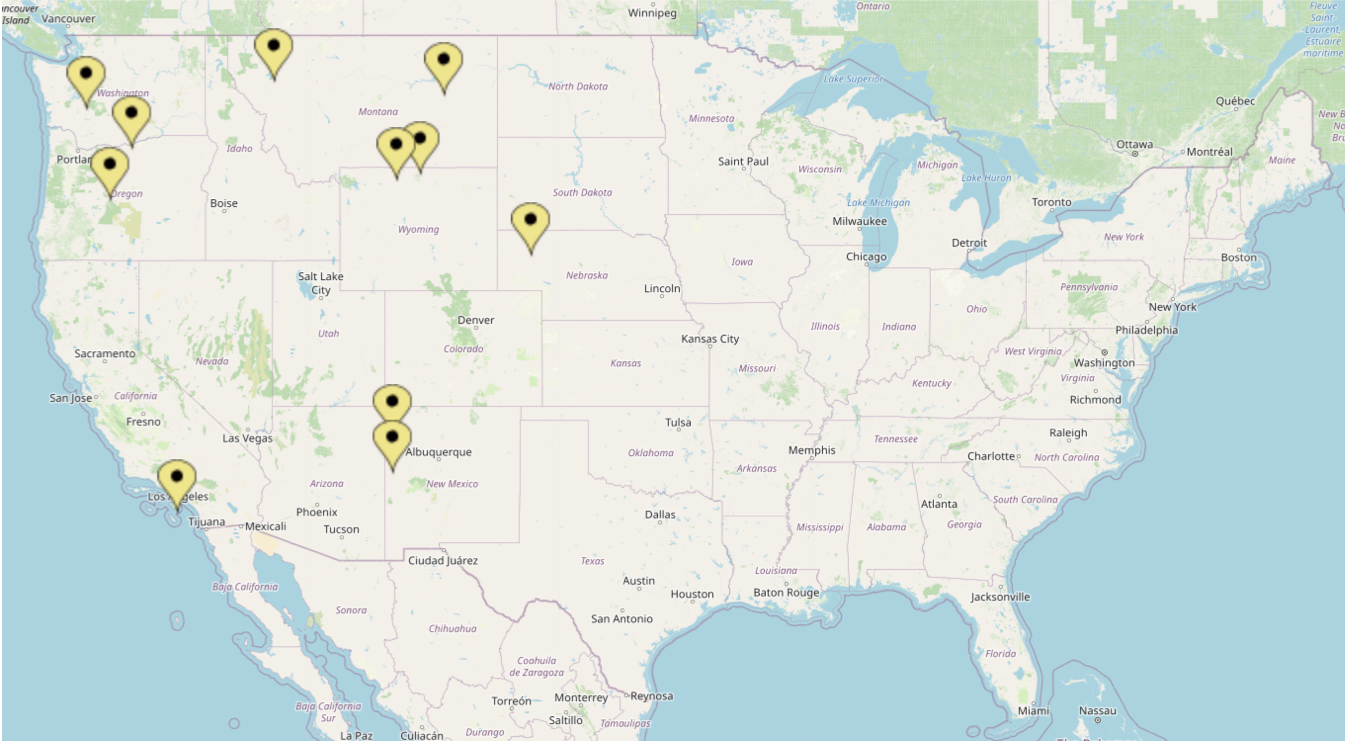 ncouver
Island
Vancouver
Winnipeg
Ontario
Fleuve
Saint-
Laurent,
Estuaire
maritime
Washington
Montana
North Dakota
Lake Superior
Minnesota
Québec
New B
Portlan
Idaho
Saint Paul
Wisconsin
Michigan
Ottawa
Montréal
Maine
Oregon
Boise
South Dakota
Lake Huron
Lake Michigan
Toronto
Wyoming
Milwaukee
Detroit
New York
Chicago
Boston
Salt Lake
City
Nebraska
Iowa
Lincoln
Pennsylvania
New York
Denver
Ohio
Illinois
Indiana
Philadelphia
Utah
Kansas City
Sacramento
Nevada
Colorado
Kansas
Missouri
West Virginia
Washington
Virginia
Kentucky
San Jose
California
Richmond
Fresno
Las Vegas
Tulsa
Raleigh
Tennessee
Albuquerque
Oklahoma
Memphis
Charlotte
North Carolina
Arkansas
Arizona
New Mexico
Los Angeles
South Carolina
Phoenix
Dallas
Atlanta
Tijuana
Mexicali
Tucson
Mississippi
Alabama
Georgia
Ciudad Juárez
Texas
Louisiana
Austin
Baja California
Houston
Baton Rouge
Jacksonville
Sonora
San Antonio
Chihuahua
Florida
Coahuila
de Zaragoza
Baja California
Sur
Torreón
Monterrey
Reynosa
Miami
Nassau
Saltillo
Tamaulipas
La Paz
Culiacán
Durango